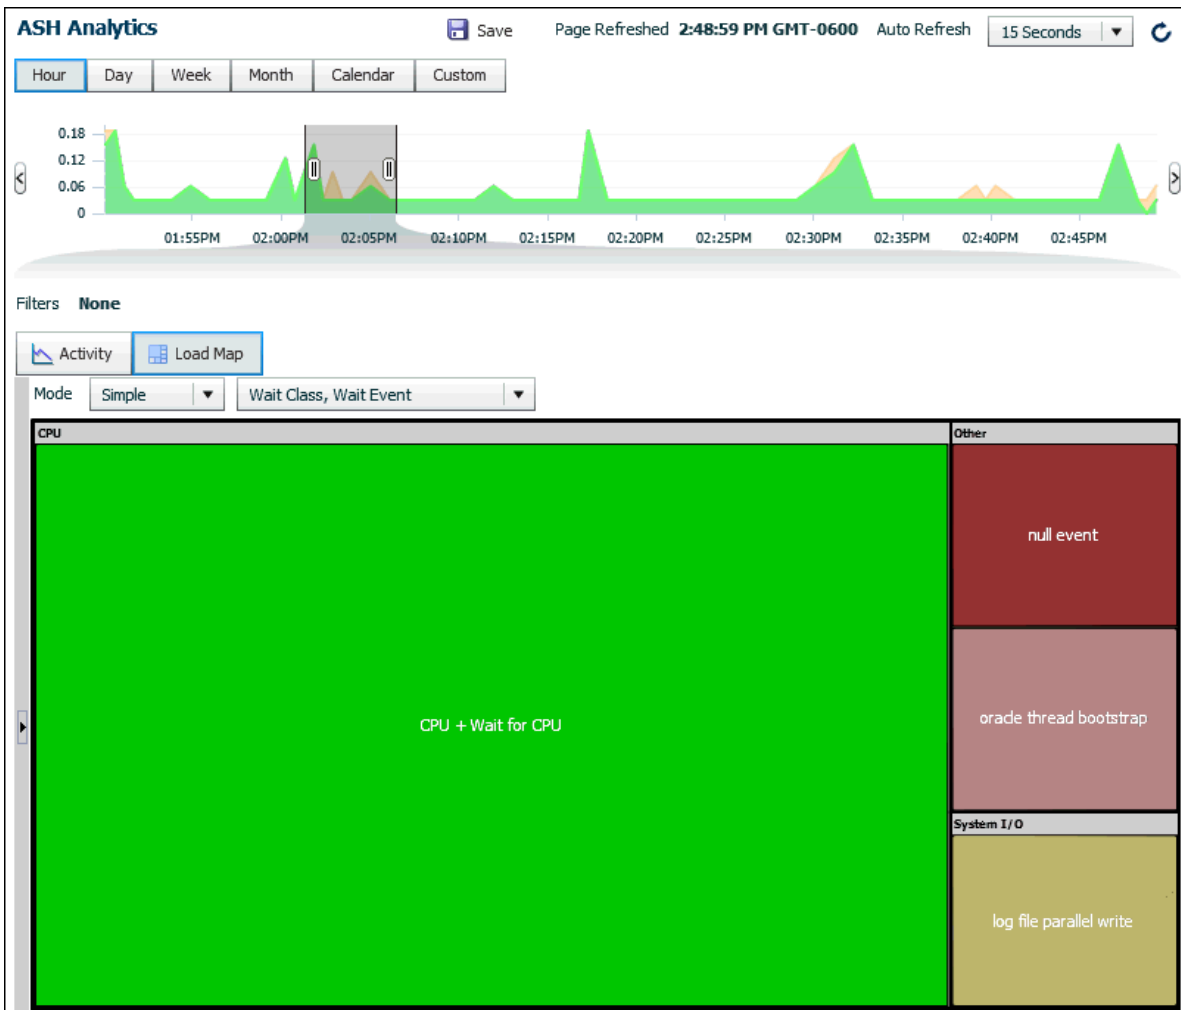 ASH Analytics Save Page Refreshed 2:48:59 PM GMT-0600 Auto Refresh 15 Seconds
Hour Day Week Month Calendar Custom
0.18
0.12
0.06
0
01:55PM 02:00PM 02:05PM 02:10PM 02:15PM 02:20PM 02:25PM 02:30PM 02:35PM 02:40PM 02:45PM
Filters None
Activity Load Map
Mode Simple Wait Class, Wait Event
CPU
CPU + Wait for CPU
Other
null event
oracle thread bootstrap
System I/O
log file parallel write